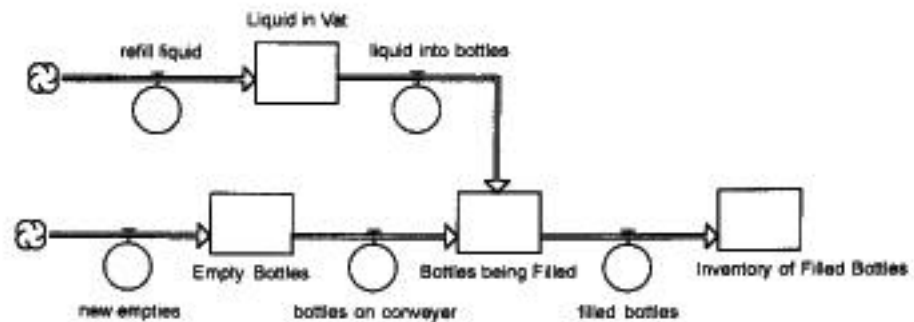 Liquid in Vat
refill liquid
liquid into bottles
Empty Bottles
Bottles being Filled
Inventory of Filled Bottles
new empties
bottles on conveyer
filled bottles